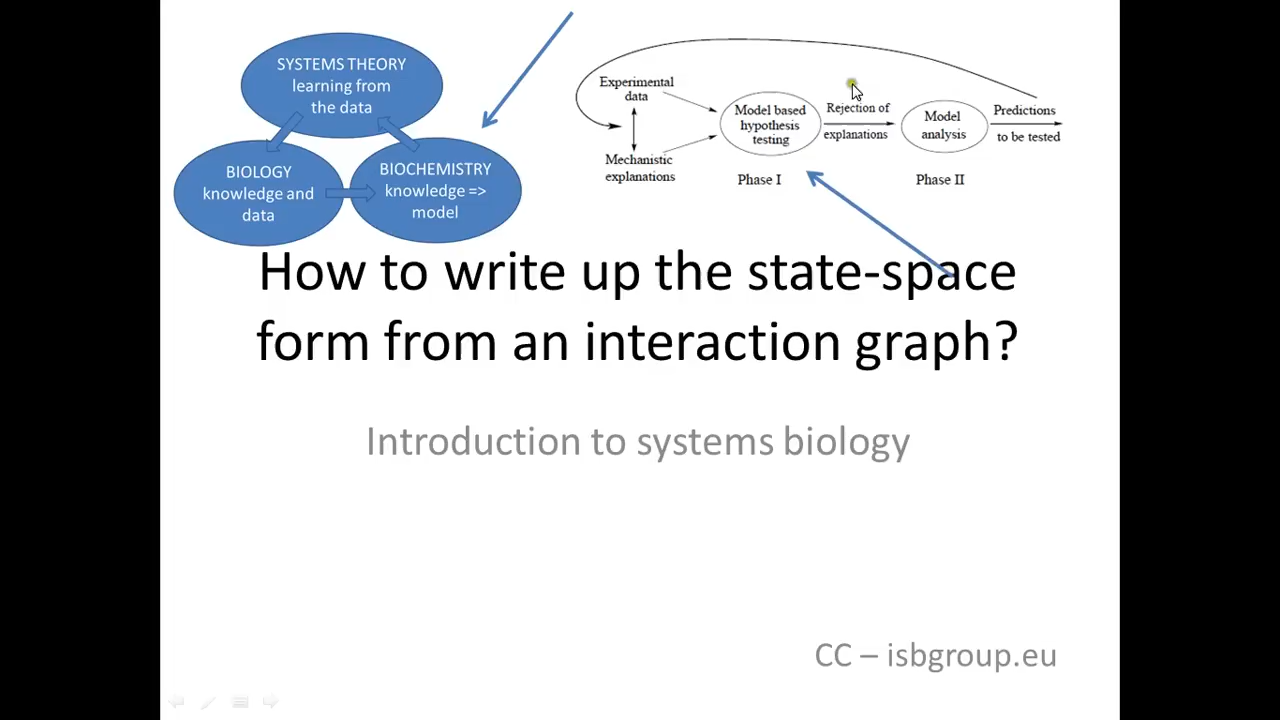 SYSTEMS THEORY
learning from
the data
BIOLOGY
knowledge and
data
BIOCHEMISTRY
knowledge =>
model
Experimental
data
Mechanistic
explanations
Model based
hypothesis
testing
Phase I
Rejection of
explanations
Model
analysis
Phase II
Predictions
to be tested
How to write up the state-space
form from an interaction graph?
Introduction to systems biology
CC – isbgroup.eu